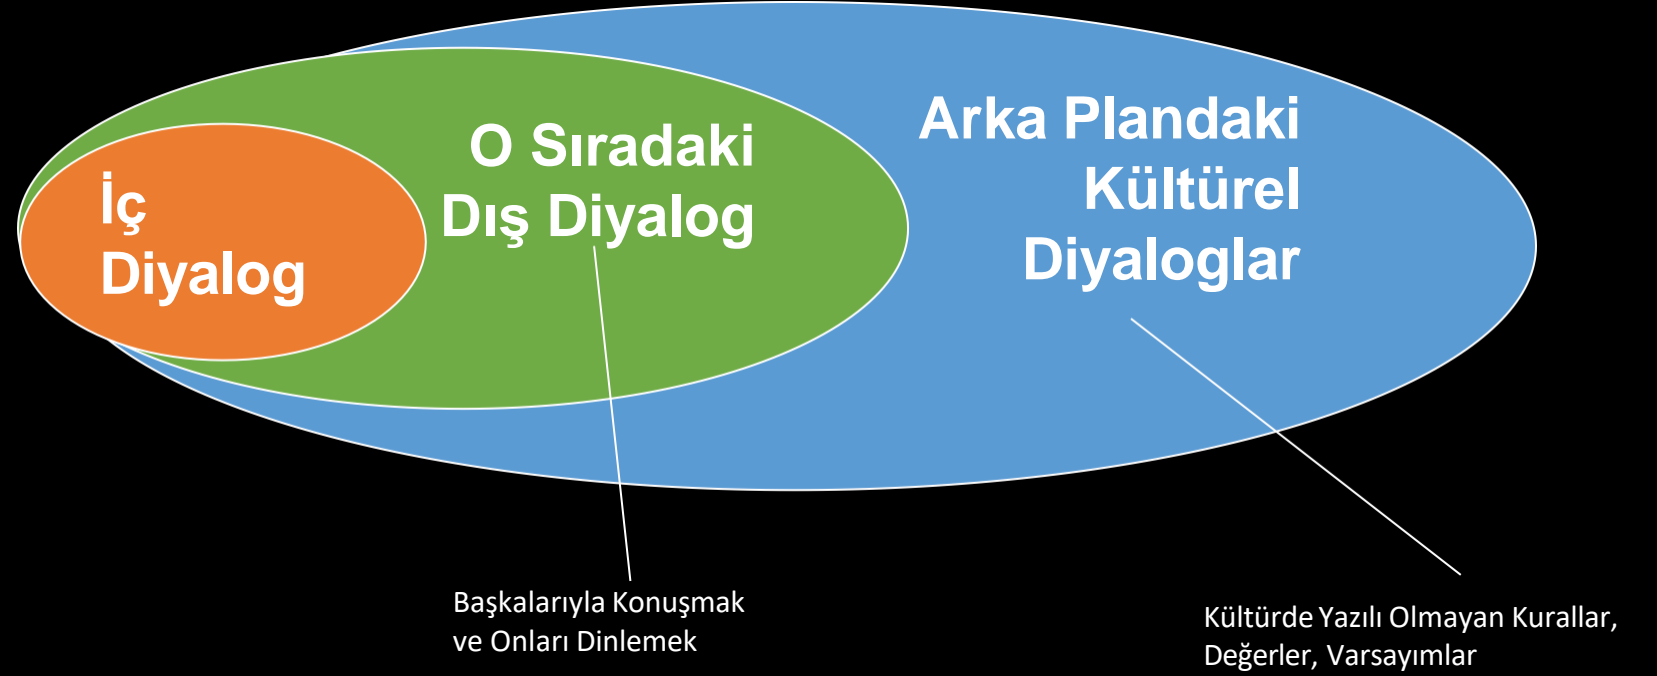 İç
Diyalog
O Sıradaki
Dış Diyalog
Arka Plandaki
Kültürel
Diyaloglar
Başkalarıyla Konuşmak
ve Onları Dinlemek
Kültürde Yazılı Olmayan Kurallar,
Değerler, Varsayımlar